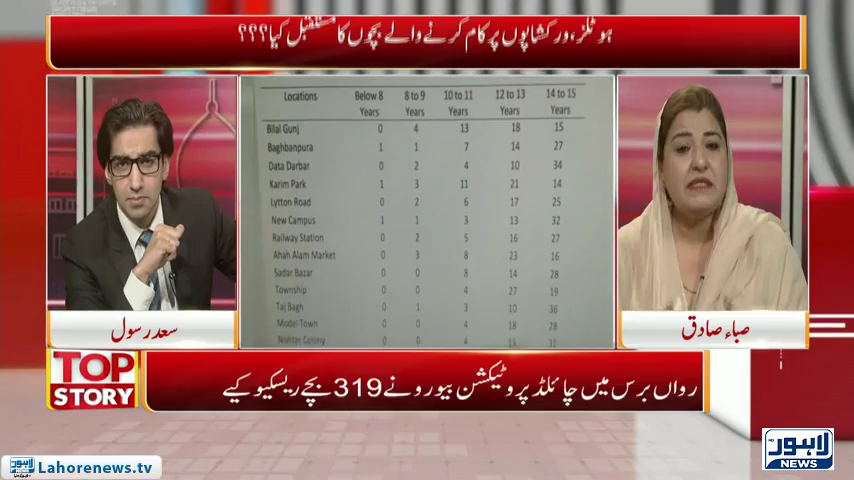 ہوٹلز، ورکشاپوں پر کام کرنے والے بچوں کا مستقبل کیا؟؟؟
Locations Below 8 Years 8 to 9 Years 10 to 11 Years 12 to 13 Years 14 to 15 Years
Bilal Gunj 0 4 13 18 15
Baghbanpura 1 1 7 14 27
Data Darbar 0 2 4 10 34
Karim Park 1 3 11 21 14
Lytton Road 0 2 6 17 25
New Campus 1 1 3 13 32
Railway Station 0 2 5 16 27
Ahah Alam Market 0 3 8 23 16
Sadar Bazar 0 0 8 14 28
Township 0 0 4 27 19
Taj Bagh 0 1 3 10 36
Model Town 0 0 4 18 28
Nishter Colony 0 0 4
سعد رسول
صباء صادق
TOP STORY
رواں برس میں چائلڈ پروٹیکشن بیورو نے 319 بچے ریسکیو کیے
لاہور
Lahorenews.tv
لاہور
NEWS